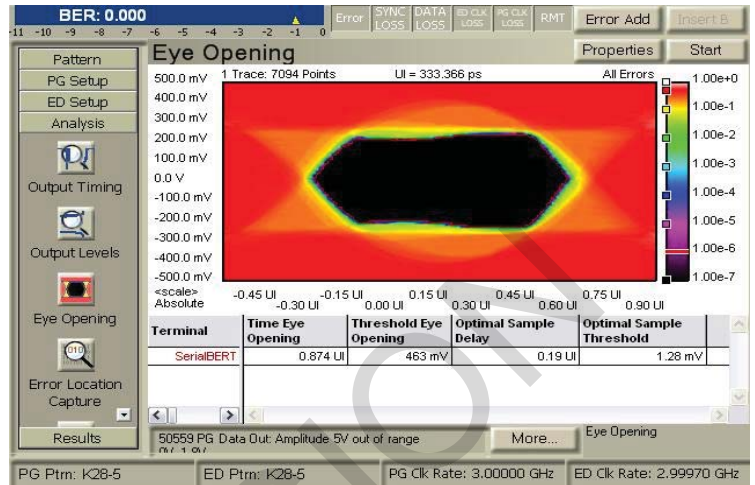 BER: 0.000
-11 -10 -9 -8 -7 -6 -5 -4 -3 -2 -1 0
Error
SYNC LOSS
DATA LOSS
ED CLK LOSS
PG CLK LOSS
RMT
Error Add
Insert B
Eye Opening
Properties
Start
Pattern
PG Setup
ED Setup
Analysis
Output Timing
Output Levels
Eye Opening
Error Location
Capture
Results
1 Trace: 7094 Points
UI = 333.366 ps
All Errors
500.0 mV
400.0 mV
300.0 mV
200.0 mV
100.0 mV
0.0 V
-100.0 mV
-200.0 mV
-300.0 mV
-400.0 mV
-500.0 mV
1.00e+0
1.00e-1
1.00e-2
1.00e-3
1.00e-4
1.00e-5
1.00e-6
1.00e-7
<scale>
Absolute
-0.45 UI -0.15 UI 0.15 UI 0.45 UI 0.75 UI
-0.30 UI 0.00 UI 0.30 UI 0.60 UI 0.90 UI
Terminal
Time Eye Opening
Threshold Eye Opening
Optimal Sample Delay
Optimal Sample Threshold
SerialBERT 0.874 UI 463 mV 0.19 UI 1.28 mV
50559 PG Data Out: Amplitude 5V out of range
More...
Eye Opening
PG Ptrn: K28-5
ED Ptrn: K28-5
PG Clk Rate: 3.00000 GHz
ED Clk Rate: 2.99970 GHz